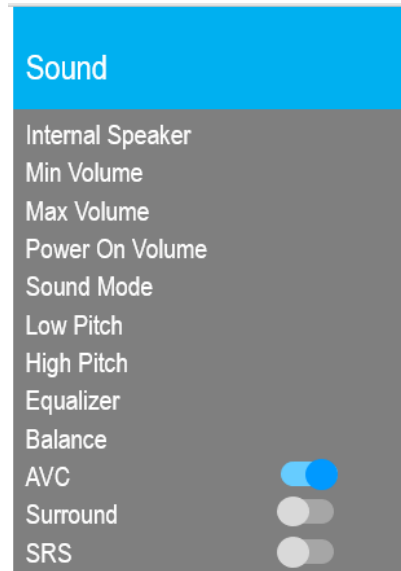 Sound
Internal Speaker
Min Volume
Max Volume
Power On Volume
Sound Mode
Low Pitch
High Pitch
Equalizer
Balance
AVC
Surround
SRS